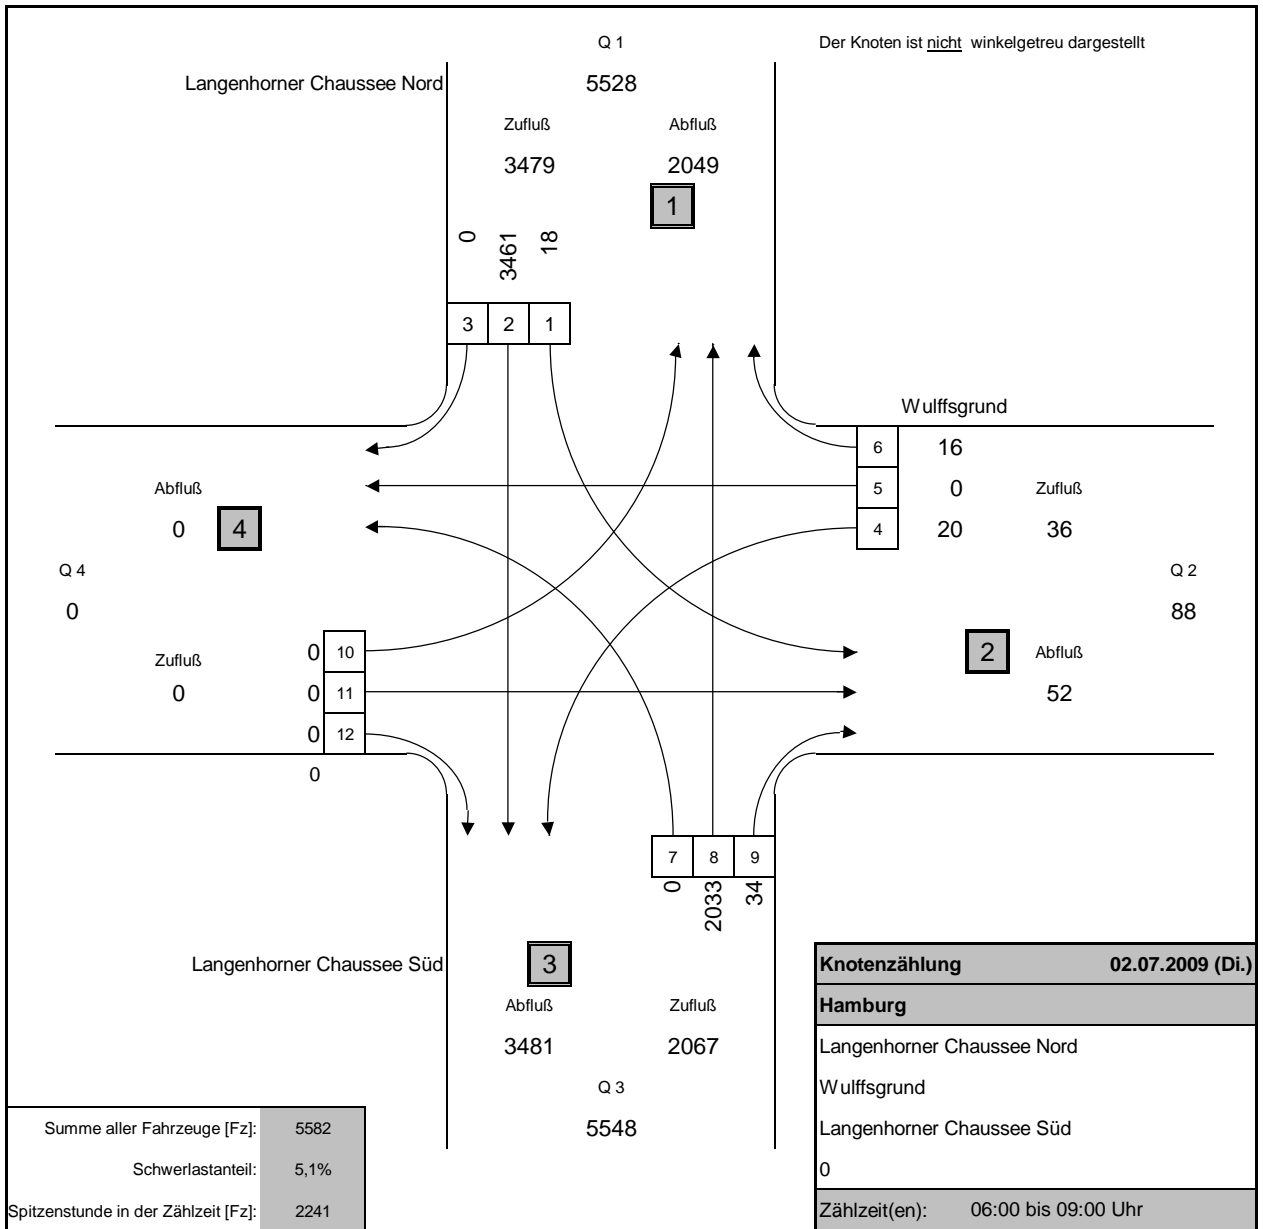 Q 1
Der Knoten ist nicht winkelgetreu dargestellt
Langenhorner Chaussee Nord
5528
Zufluß
Abfluß
3479
2049
1
0
3461
18
3
2
1
Wulffsgrund
6
16
Abfluß
5
0
Zufluß
0
4
4
20
36
Q 4
Q 2
0
88
Zufluß
0
10
2
Abfluß
0
0
11
52
0
12
0
7
8
9
0
2033
34
Langenhorner Chaussee Süd
3
Knotenzählung 02.07.2009 (Di.)
Abfluß
Zufluß
Hamburg
3481
2067
Langenhorner Chaussee Nord
Q 3
Wulffsgrund
5548
Langenhorner Chaussee Süd
0
Zählzeit(en): 06:00 bis 09:00 Uhr
Summe aller Fahrzeuge [Fz]: 5582
Schwerlastanteil: 5,1%
Spitzenstunde in der Zählzeit [Fz]: 2241